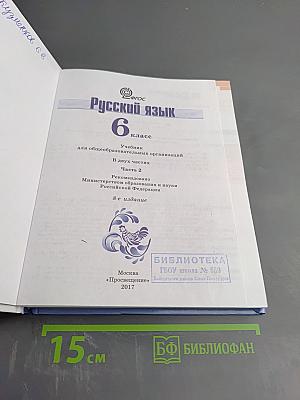 ФГОС
Русский язык
6 класс
Учебник
для общеобразовательных организаций
В двух частях
Часть 2
Рекомендовано
Министерством образования и науки
Российской Федерации
8-е издание
БИБЛИОТЕКА
ГБОУ школа №
Москва
«Просвещение»
2017
15 см
БФ БИБЛИОФАН